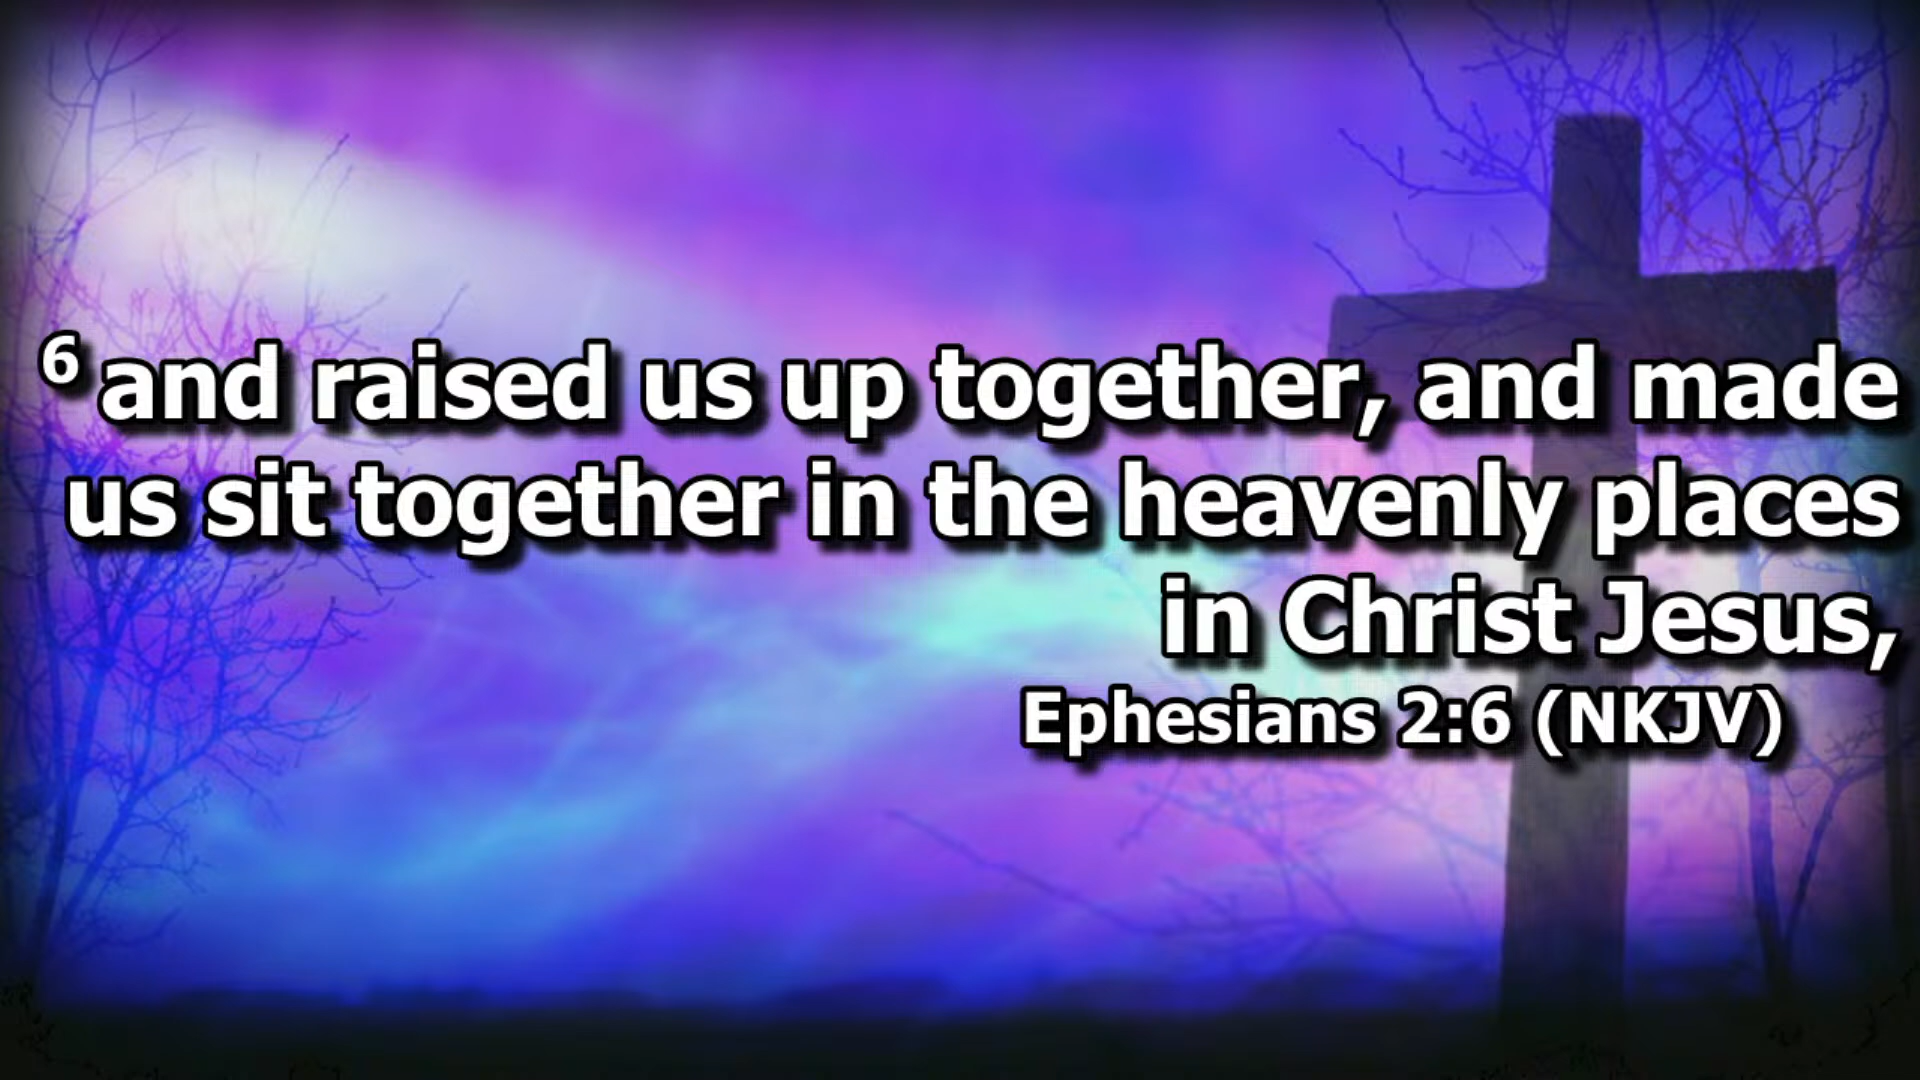 6 and raised us up together, and made
us sit together in the heavenly places
in Christ Jesus,
Ephesians 2:6 (NKJV)